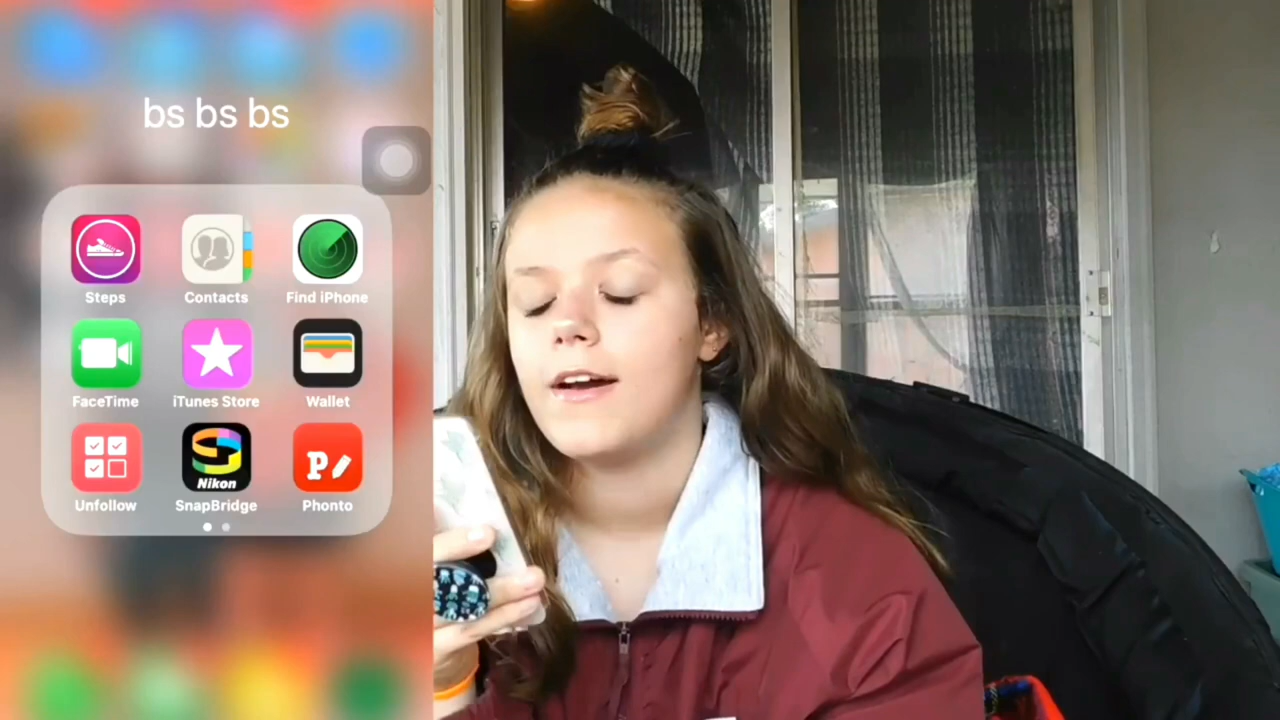 bs bs bs
Steps Contacts Find iPhone
FaceTime iTunes Store Wallet
P
Nikon
Unfollow SnapBridge Phonto